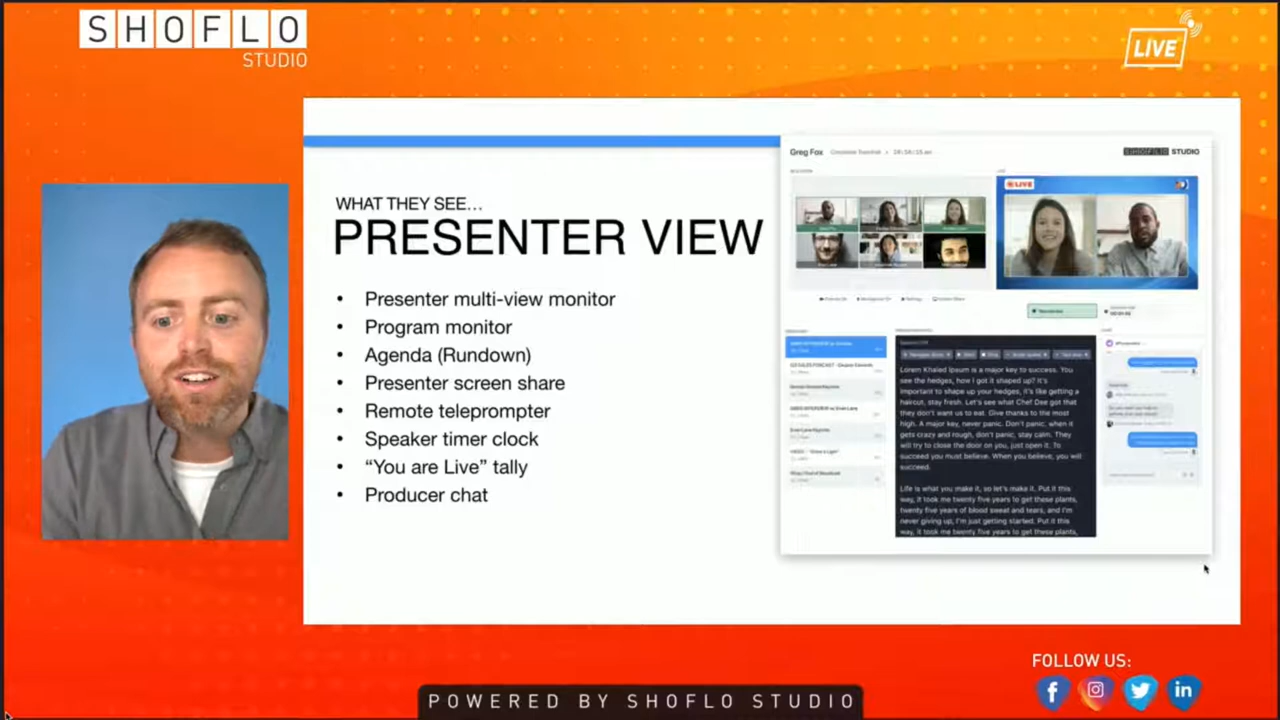 SHOFLO
STUDIO
LIVE
WHAT THEY SEE...
PRESENTER VIEW
• Presenter multi-view monitor
• Program monitor
• Agenda (Rundown)
• Presenter screen share
• Remote teleprompter
• Speaker timer clock
• “You are Live” tally
• Producer chat
Greg Fox
SHOFLO STUDIO
LIVE
Lorem Khaled Ipsum is a major key to success. You
see the hedges, how I got it shaped up? It's
important to shape up your hedges, it's like getting a
haircut, stay fresh. Let's see what Chef Dee got that
they don't want us to eat. Give thanks to the most
high. A major key, never panic. Don't panic, when it
gets crazy and rough, don't panic, stay calm. They
will try to close the door on you, just open it. To
succeed you must believe. When you believe, you will
succeed.
Life is what you make it, so let's make it. Put it this
way, it took me twenty five years to get these plants,
twenty five years of blood sweat and tears, and I'm
never giving up, I'm just getting started. Put it this
way, it took me twenty five years to get these plants,
FOLLOW US:
POWERED BY SHOFLO STUDIO